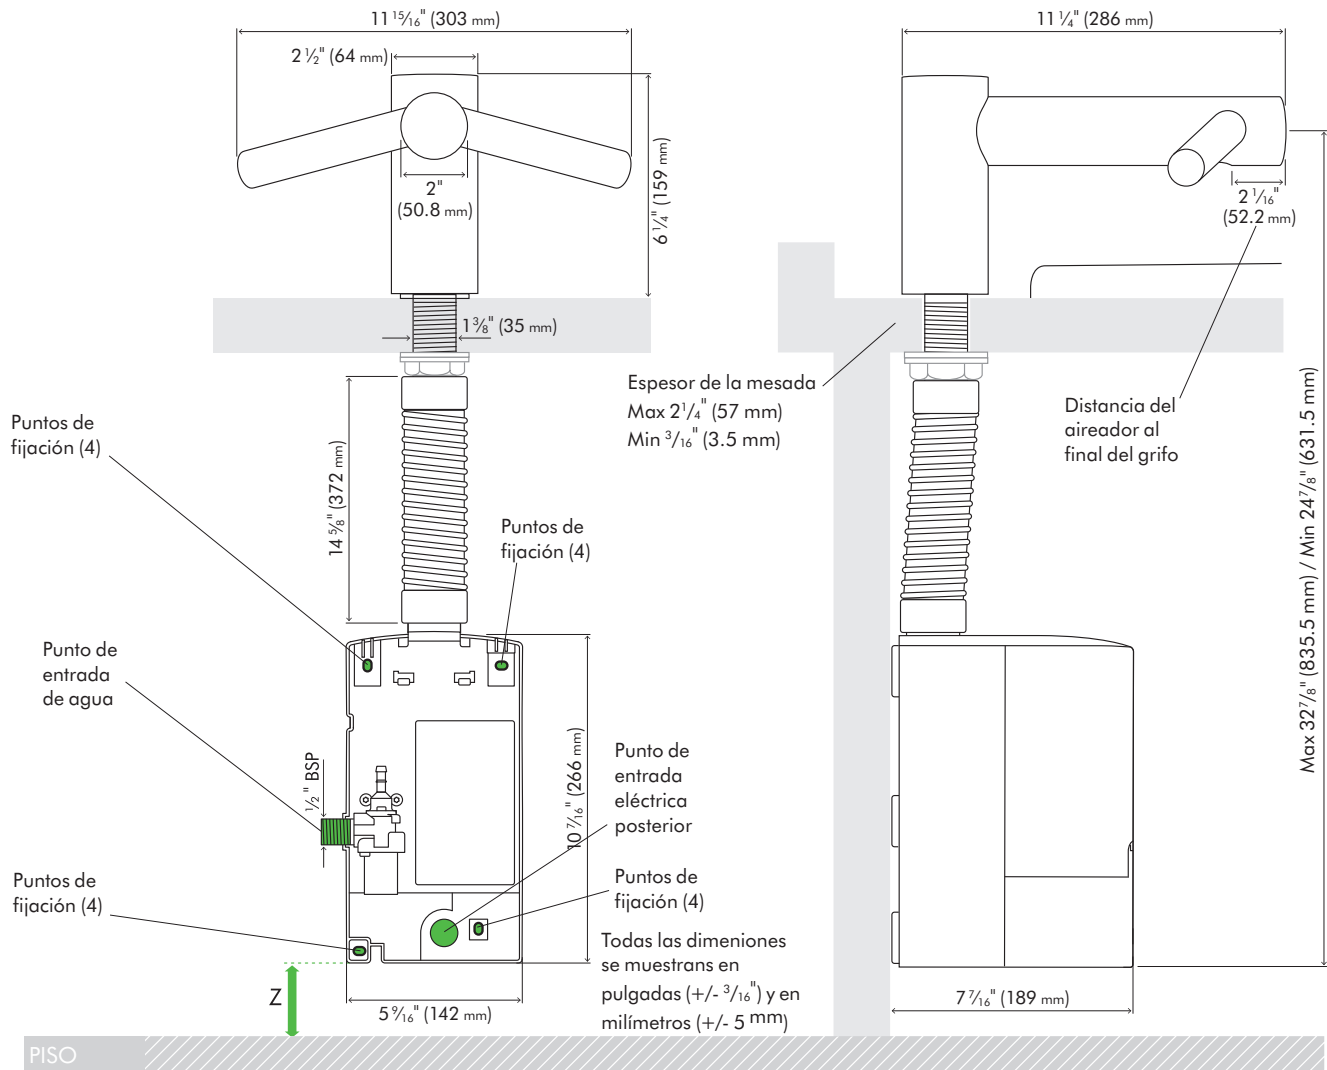 11 15/16" (303 mm)
2 1/2" (64 mm)
6 1/4" (159 mm)
2"
(50.8 mm)
1 3/8" (35 mm)
14 5/8" (372 mm)
Puntos de
fijación (4)
Puntos de
fijación (4)
Punto de
entrada
de agua
1/2" BSP
10 7/16" (266 mm)
Punto de
entrada
eléctrica
posterior
Puntos de
fijación (4)
Puntos de
fijación (4)
Z
5 9/16" (142 mm)
Todas las dimeniones
se muestrans en
pulgadas (+/- 3/16") y en
milímetros (+/- 5 mm)
11 1/4" (286 mm)
2 1/16"
(52.2 mm)
Espesor de la mesada
Max 2 1/4" (57 mm)
Min 3/16" (3.5 mm)
Distancia del
aireador al
final del grifo
Max 32 7/8" (835.5 mm) / Min 24 7/8" (631.5 mm)
7 7/16" (189 mm)
PISO